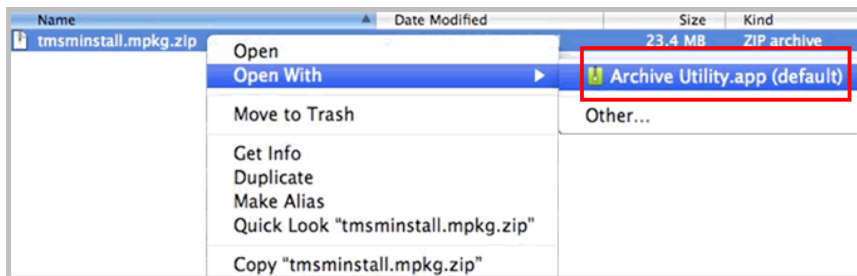 Name Date Modified Size Kind
tmsminstall.mpkg.zip 23.4 MB ZIP archive
Open
Open With Archive Utility.app (default)
Move to Trash Other...
Get Info
Duplicate
Make Alias
Quick Look “tmsminstall.mpkg.zip”
Copy “tmsminstall.mpkg.zip”